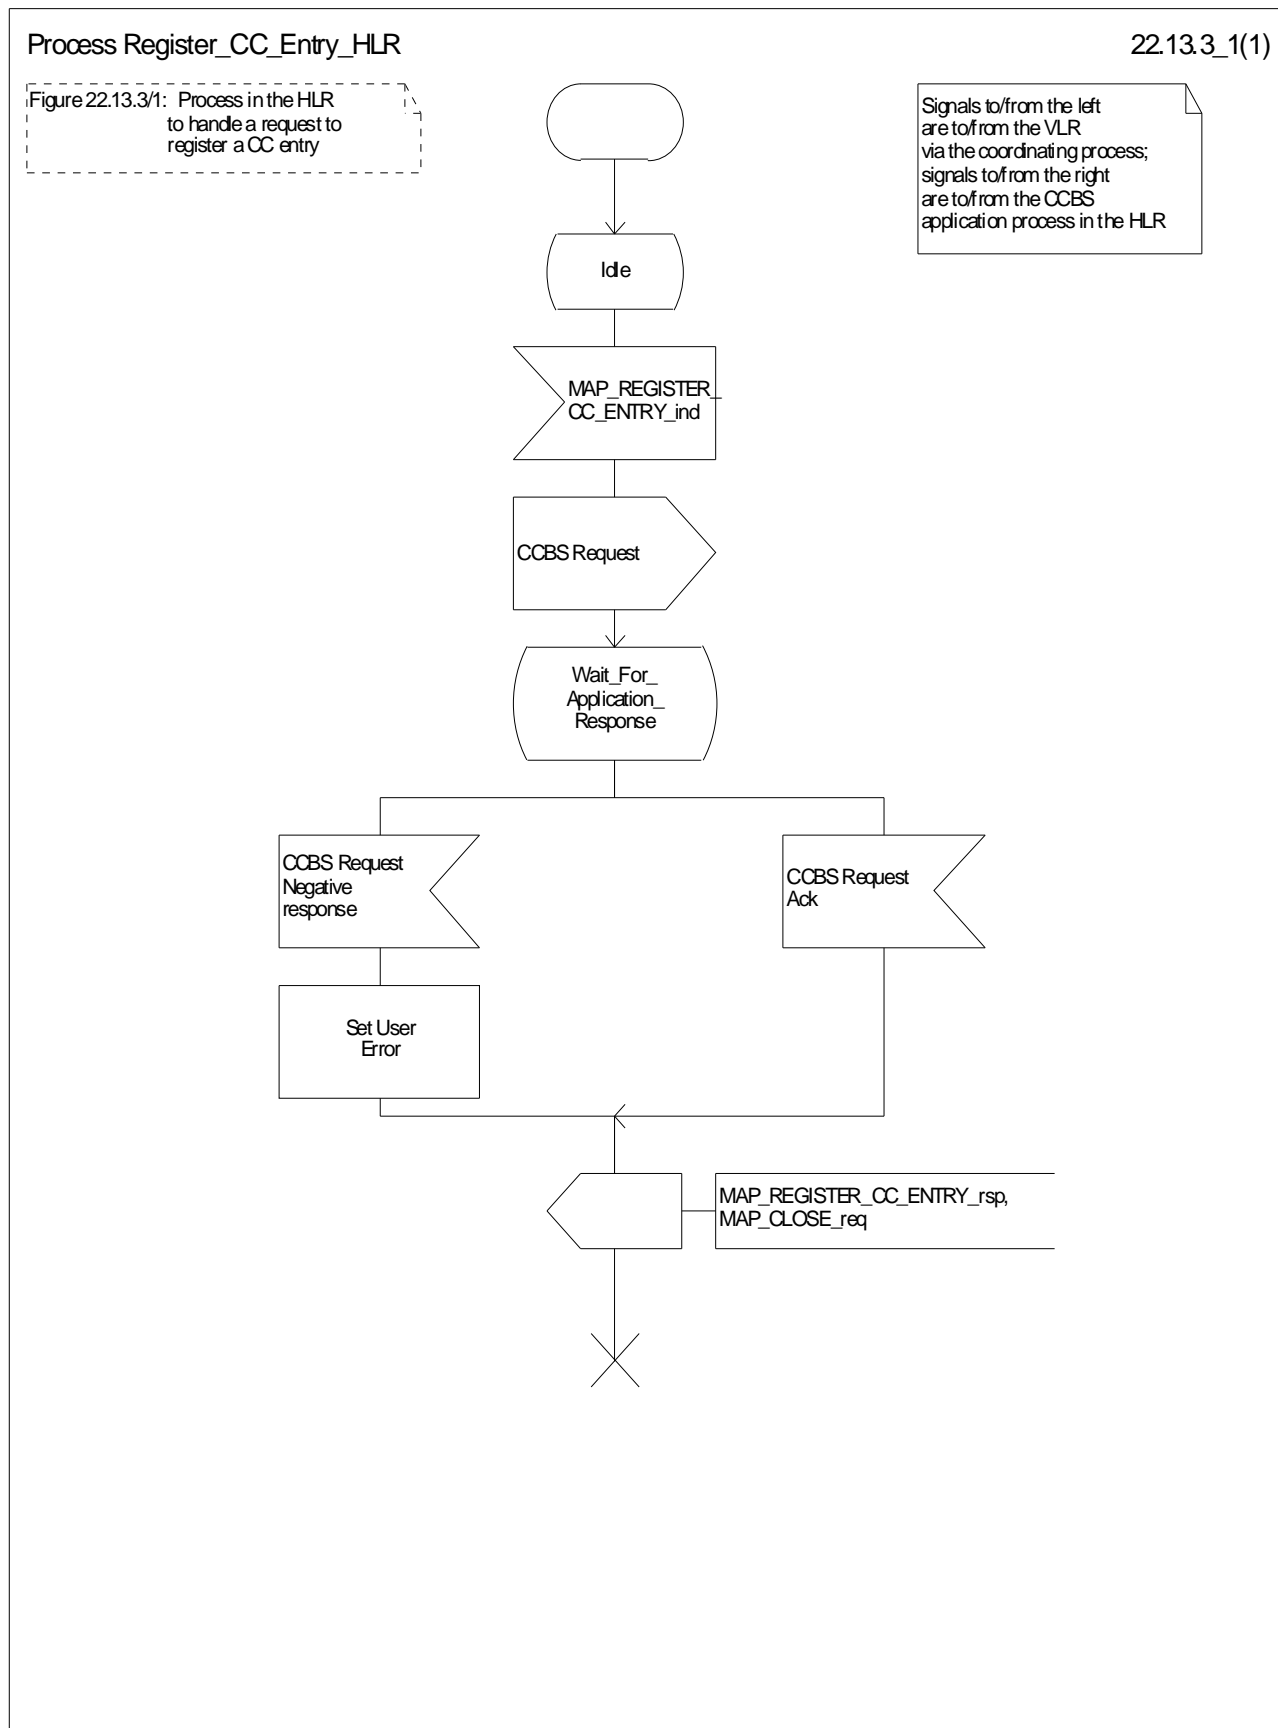 Process Register_CC_Entry_HLR
22.13.3_1(1)
Figure 22.13.3/1: Process in the HLR
to handle a request to
register a CC entry
Signals to/from the left
are to/from the VLR
via the coordinating process;
signals to/from the right
are to/from the CCBS
application process in the HLR
Idle
MAP_REGISTER_
CC_ENTRY_ind
CCBS Request
Wait_For_
Application_
Response
CCBS Request
Negative
response
CCBS Request
Ack
Set User
Error
MAP_REGISTER_CC_ENTRY_rsp,
MAP_CLOSE_req